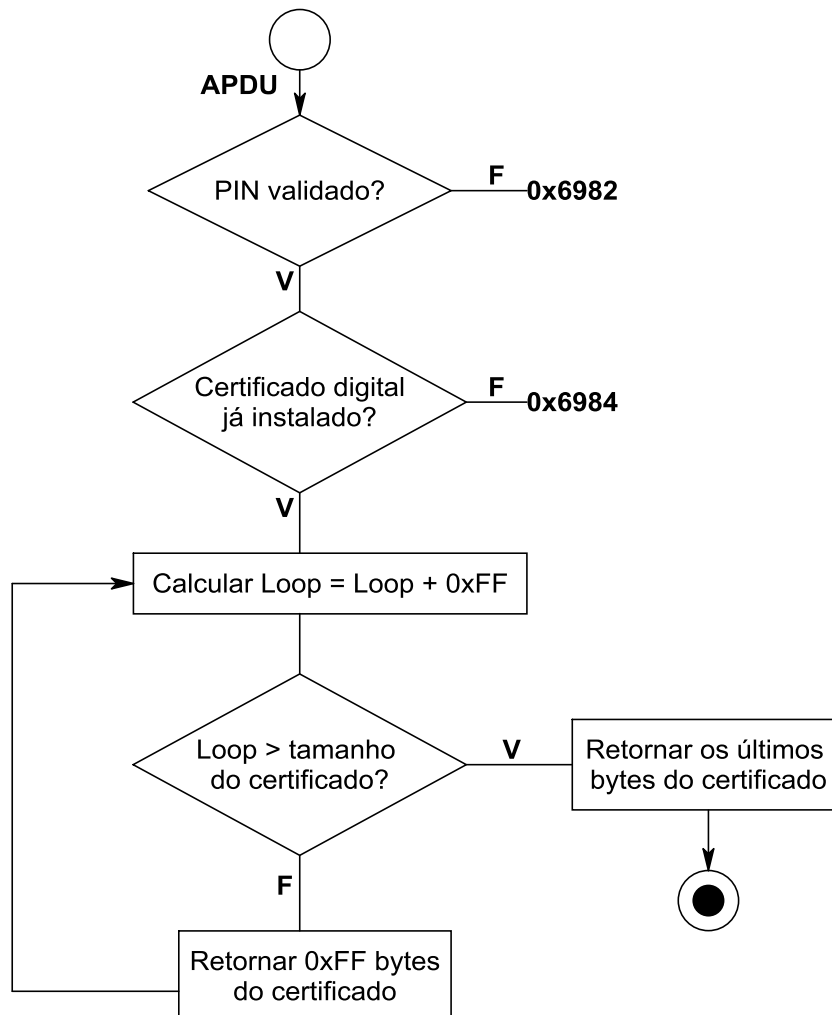 APDU
PIN validado?
F
0x6982
V
Certificado digital
já instalado?
F
0x6984
V
Calcular Loop = Loop + 0xFF
Loop > tamanho
do certificado?
V
Retornar os últimos
bytes do certificado
F
Retornar 0xFF bytes
do certificado